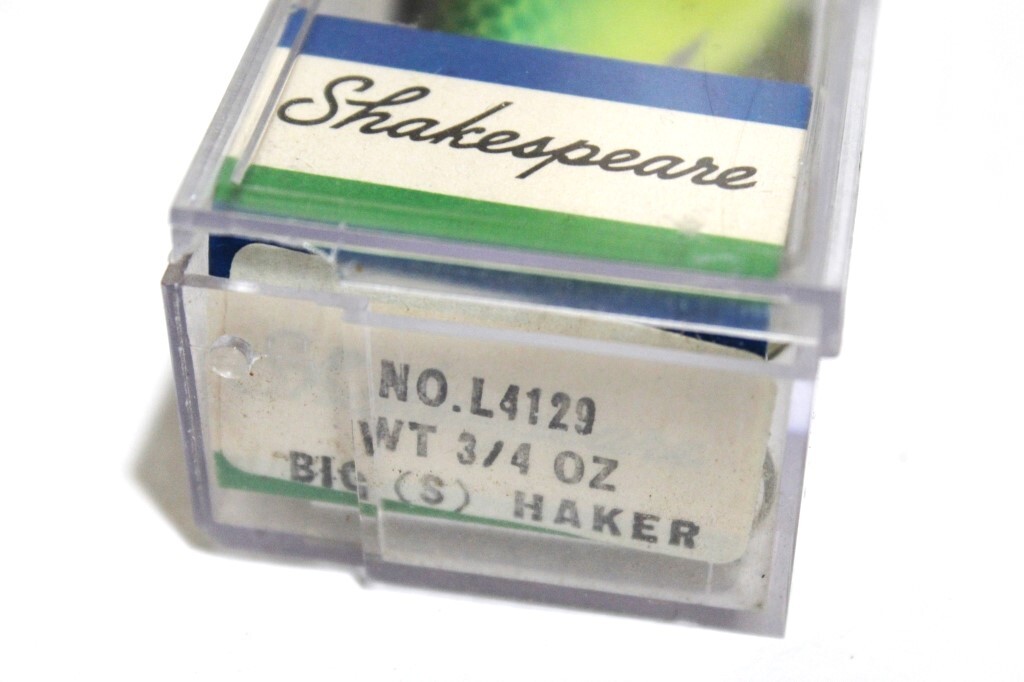 Shakespeare
NO.L4129
WT 3/4 OZ
BIG (S) HAKER